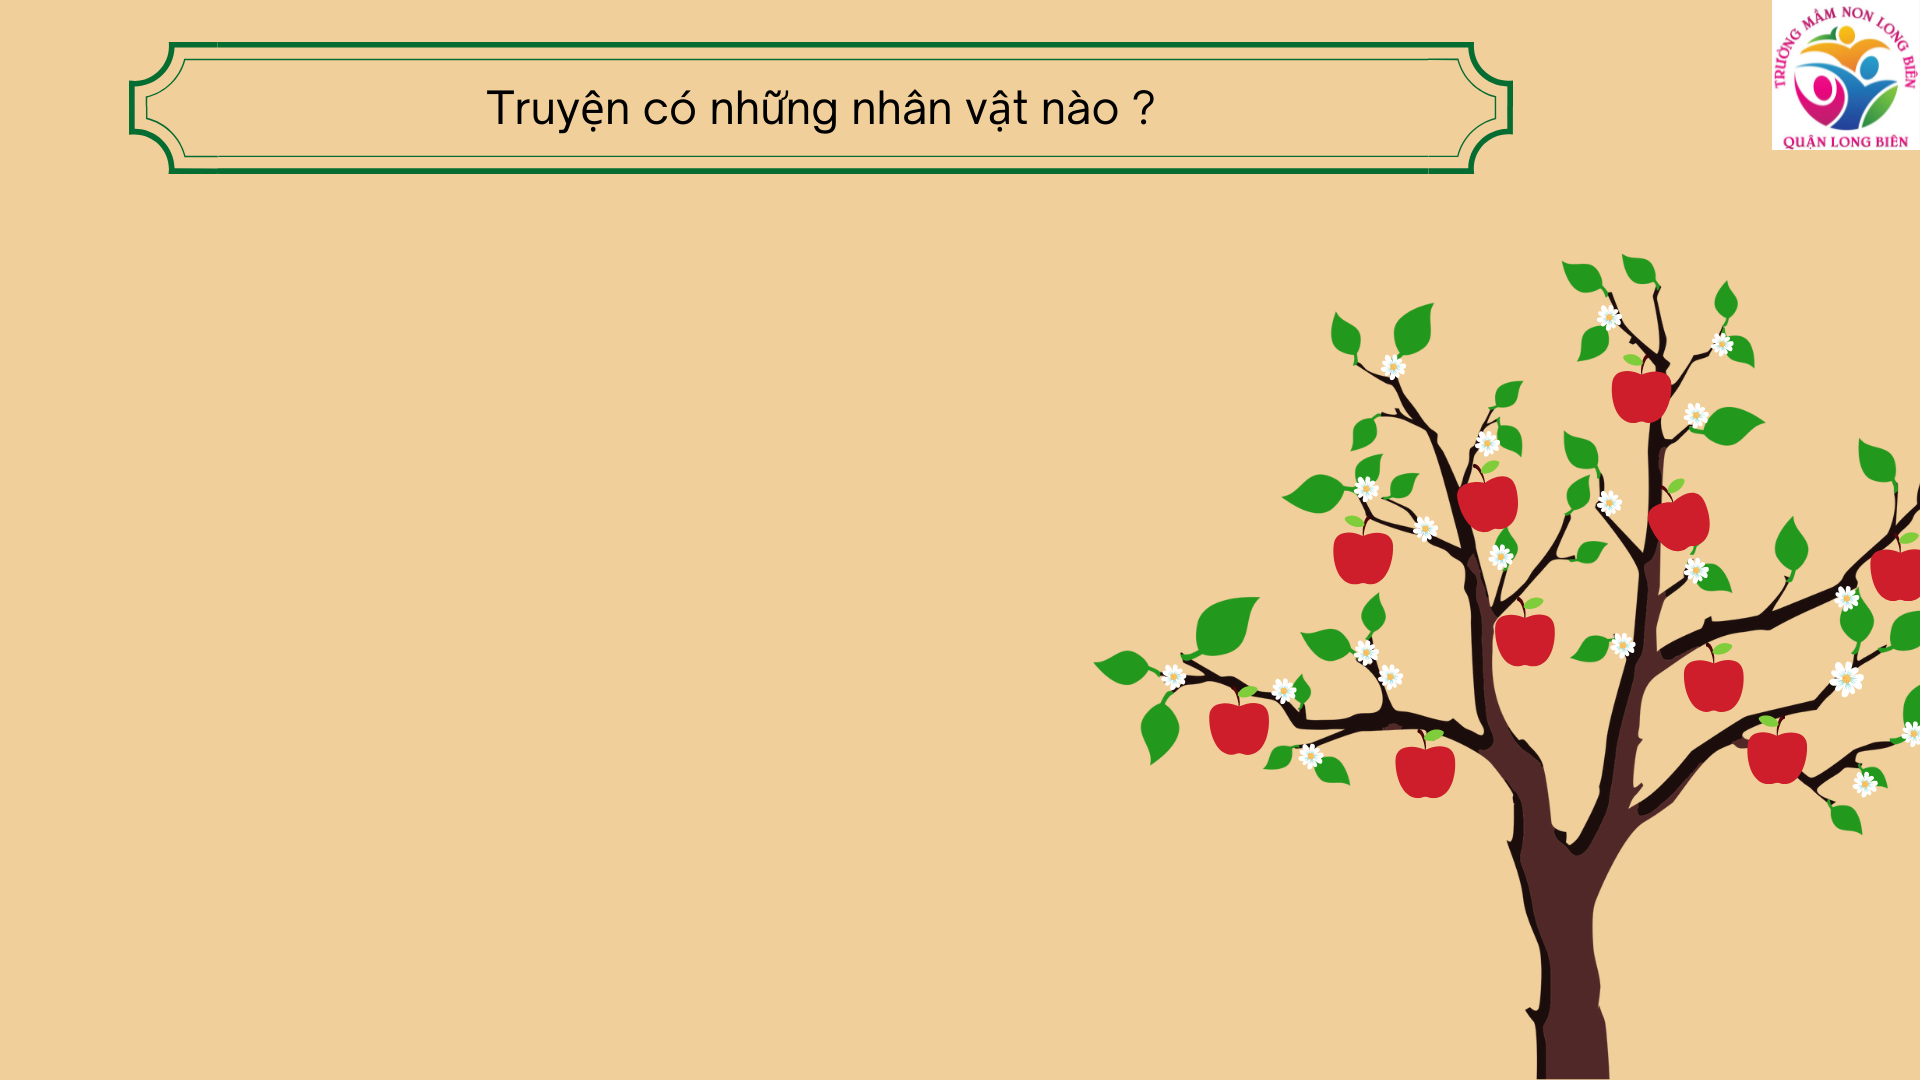 Truyện có những nhân vật nào ?
TRƯỜNG MẦM NON LONG BIÊN
QUẬN LONG BIÊN